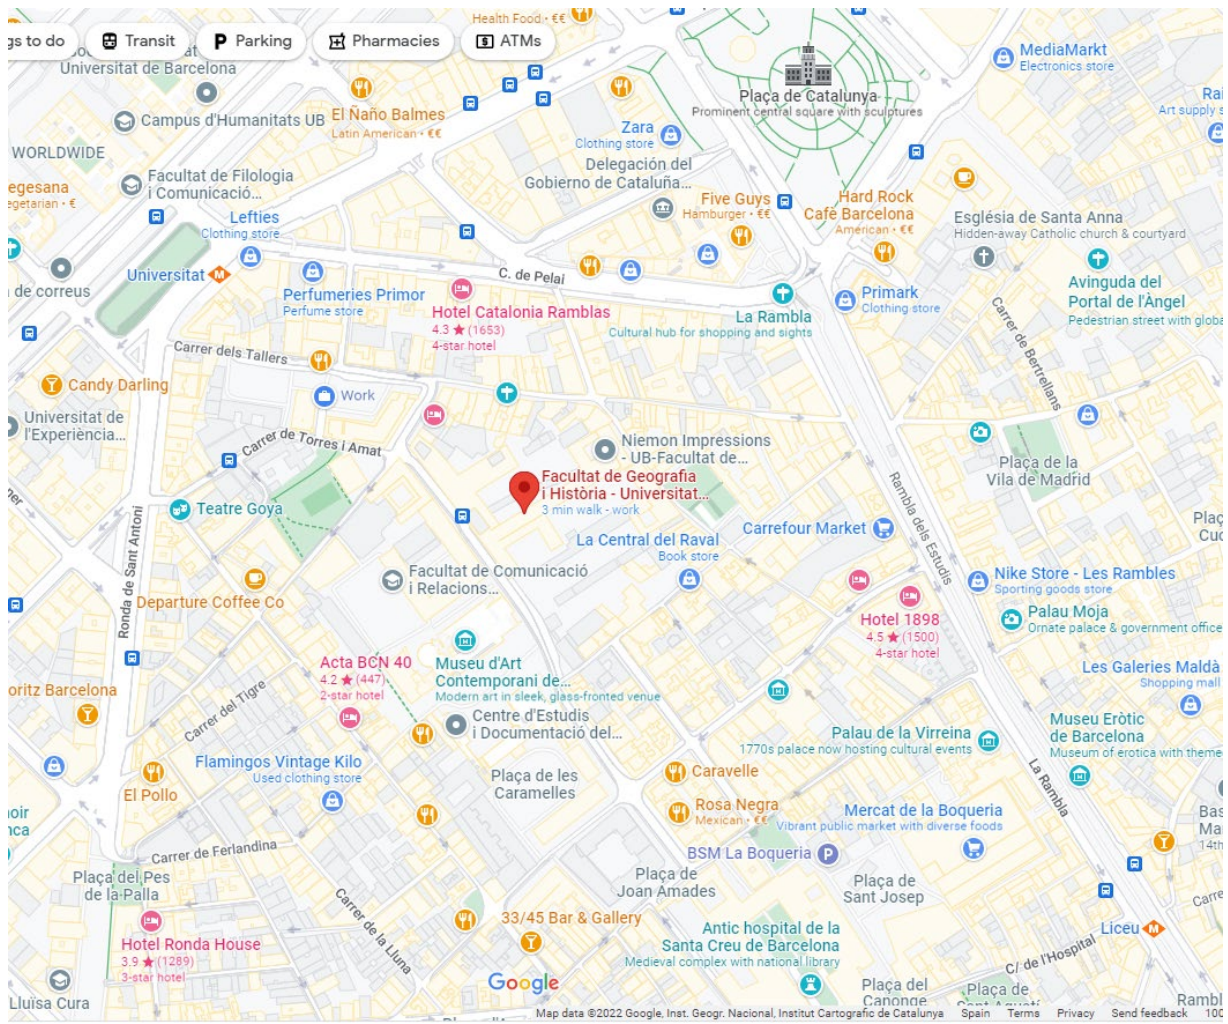 Health Food • €€
gs to do
Transit
Parking
Pharmacies
ATMs
Universitat de Barcelona
MediaMarkt
Electronics store
Plaça de Catalunya
Prominent central square with sculptures
Art supply s
El Ñaño Balmes
Latin American • €€
Campus d'Humanitats UB
Zara
Clothing store
WORLDWIDE
Delegación del
Gobierno de Cataluña...
Facultat de Filologia
i Comunicació...
egesana
egetarian • €
Five Guys
Hamburger • €€
Hard Rock
Cafè Barcelona
American • €€
Lefties
Clothing store
Església de Santa Anna
Hidden-away Catholic church & courtyard
Universitat
C. de Pelai
a de correus
Perfumeries Primor
Perfume store
Hotel Catalonia Ramblas
4.3 ★ (1653)
4-star hotel
La Rambla
Cultural hub for shopping and sights
Primark
Clothing store
Avinguda del
Portal de l'Àngel
Pedestrian street with globa
Carrer de Bertrellans
Carrer dels Tallers
Candy Darling
Work
Universitat de
l'Experiència...
Carrer de Torres i Amat
Niemon Impressions
- UB-Facultat de...
Plaça de la
Vila de Madrid
Facultat de Geografia
i Història - Universitat...
3 min walk - work
Teatre Goya
Rambla dels Estudis
Carrefour Market
La Central del Raval
Book store
Ronda de Sant Antoni
Facultat de Comunicació
i Relacions...
Nike Store - Les Rambles
Sporting goods store
Departure Coffee Co
Hotel 1898
4.5 ★ (1500)
4-star hotel
Palau Moja
Ornate palace & government office
Acta BCN 40
4.2 ★ (447)
2-star hotel
Museu d'Art
Contemporani de...
Modern art in sleek, glass-fronted venue
Les Galeries Maldà
Shopping mall
oritz Barcelona
Carrer del Tigre
Centre d'Estudis
i Documentació del...
Palau de la Virreina
1770s palace now hosting cultural events
Museu Eròtic
de Barcelona
Museum of erotica with theme
Flamingos Vintage Kilo
Used clothing store
Plaça de les
Caramelles
Caravelle
La Rambla
El Pollo
Rosa Negra
Mexican • €€
Mercat de la Boqueria
Vibrant public market with diverse foods
Carrer de Ferlandina
BSM La Boqueria
Plaça del Pes
de la Palla
Plaça de
Joan Amades
Plaça de
Sant Josep
Carrer de la Lluna
33/45 Bar & Gallery
Antic hospital de la
Santa Creu de Barcelona
Medieval complex with national library
Liceu
Hotel Ronda House
3.9 ★ (1289)
3-star hotel
C/ de l'Hospital
Google
Lluïsa Cura
Plaça del
Canonge
Plaça de
Map data ©2022 Google, Inst. Geogr. Nacional, Institut Cartogràfic de Catalunya
Spain
Terms
Privacy
Send feedback